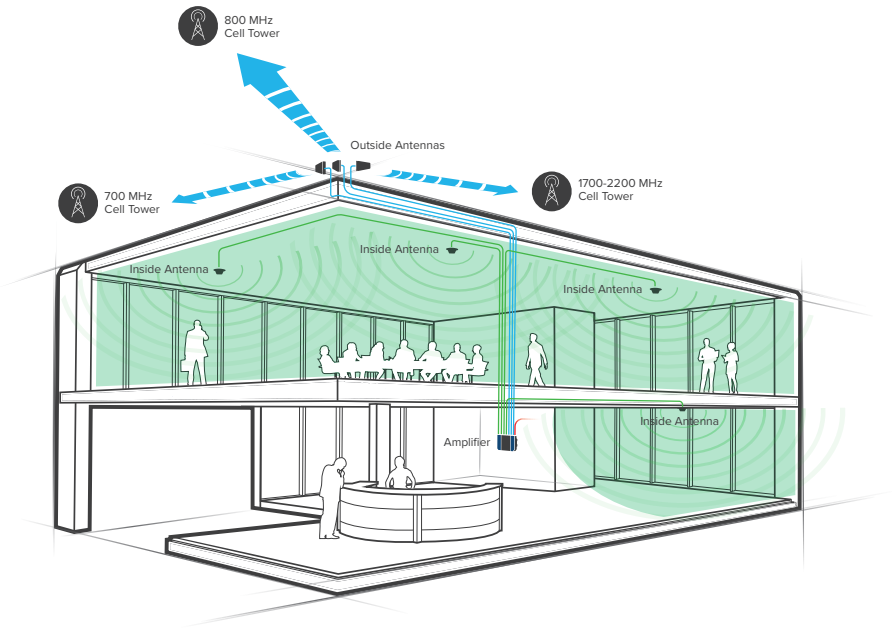 800 MHz
Cell Tower
Outside Antennas
700 MHz
Cell Tower
1700-2200 MHz
Cell Tower
Inside Antenna
Inside Antenna
Inside Antenna
Inside Antenna
Amplifier